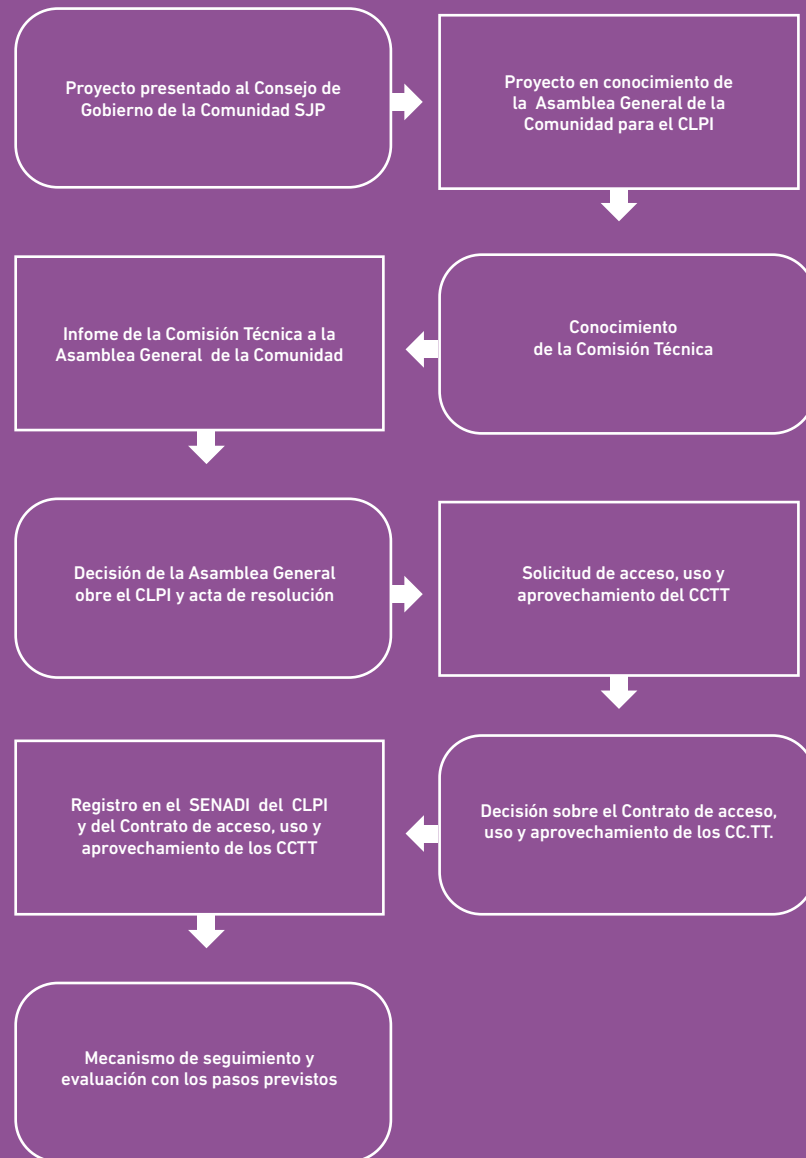 Proyecto presentado al Consejo de
Gobierno de la Comunidad SJP
Proyecto en conocimiento de
la Asamblea General de la
Comunidad para el CLPI
Conocimiento
de la Comisión Técnica
Infome de la Comisión Técnica a la
Asamblea General de la Comunidad
Decisión de la Asamblea General
obre el CLPI y acta de resolución
Solicitud de acceso, uso y
aprovechamiento del CCTT
Decisión sobre el Contrato de acceso,
uso y aprovechamiento de los CC.TT.
Registro en el SENADI del CLPI
y del Contrato de acceso, uso y
aprovechamiento de los CCTT
Mecanismo de seguimiento y
evaluación con los pasos previstos